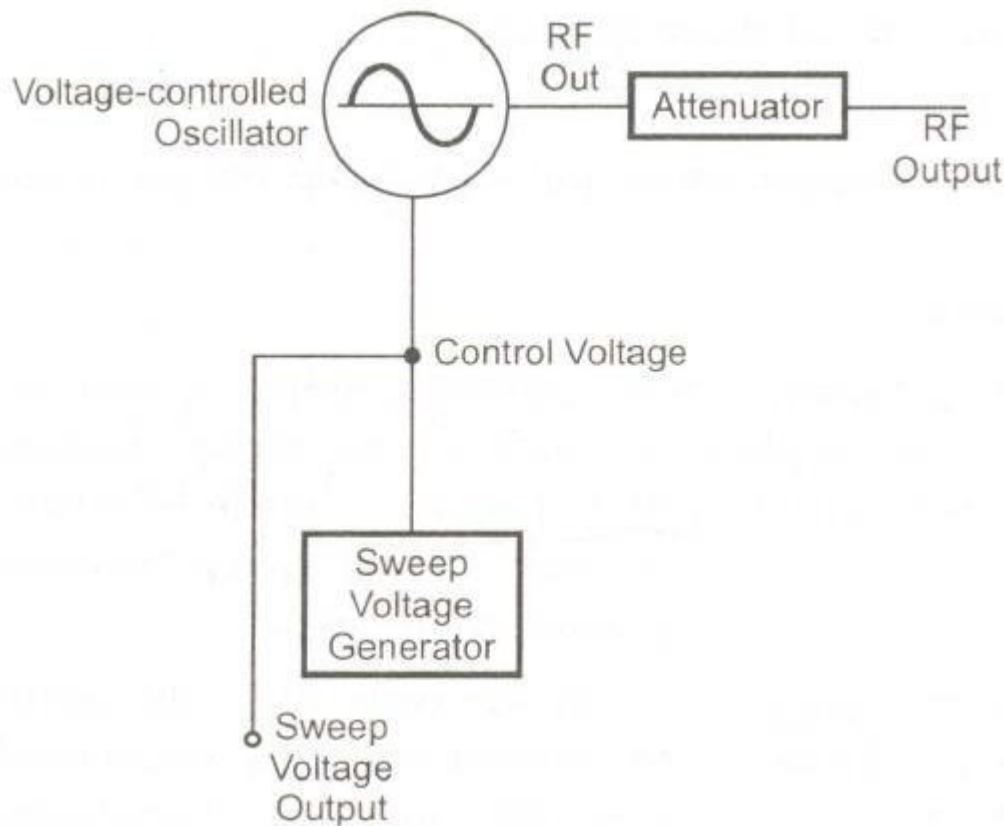 Voltage-controlled
Oscillator
RF
Out
Attenuator
RF
Output
Control Voltage
Sweep
Voltage
Generator
Sweep
Voltage
Output